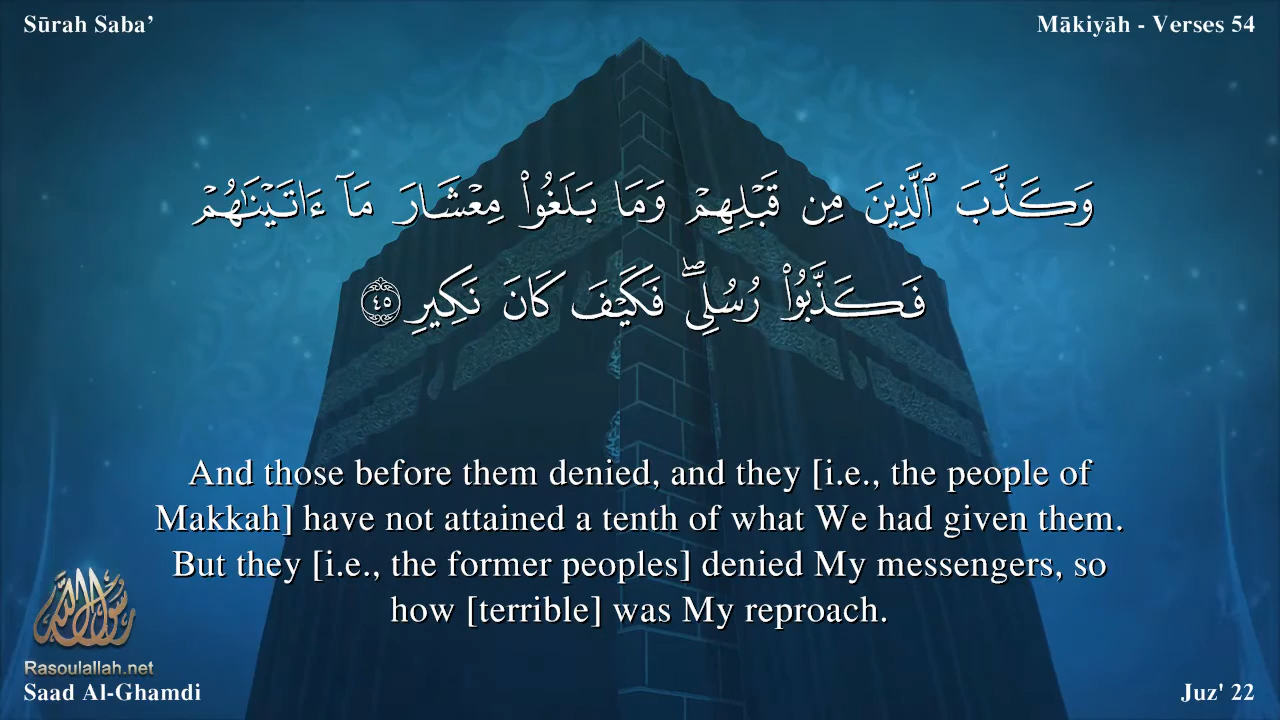 Sūrah Saba’
Mākiyāh - Verses 54
وَكَذَّبَ ٱلَّذِينَ مِن قَبْلِهِمْ وَمَا بَلَغُوا۟ مِعْشَارَ مَآ ءَاتَيْنَـٰهُمْ
فَكَذَّبُوا۟ رُسُلِى ۖ فَكَيْفَ كَانَ نَكِيرِ ٤٥
And those before them denied, and they [i.e., the people of
Makkah] have not attained a tenth of what We had given them.
But they [i.e., the former peoples] denied My messengers, so
how [terrible] was My reproach.
رسول الله
Rasoulallah.net
Saad Al-Ghamdi
Juz' 22